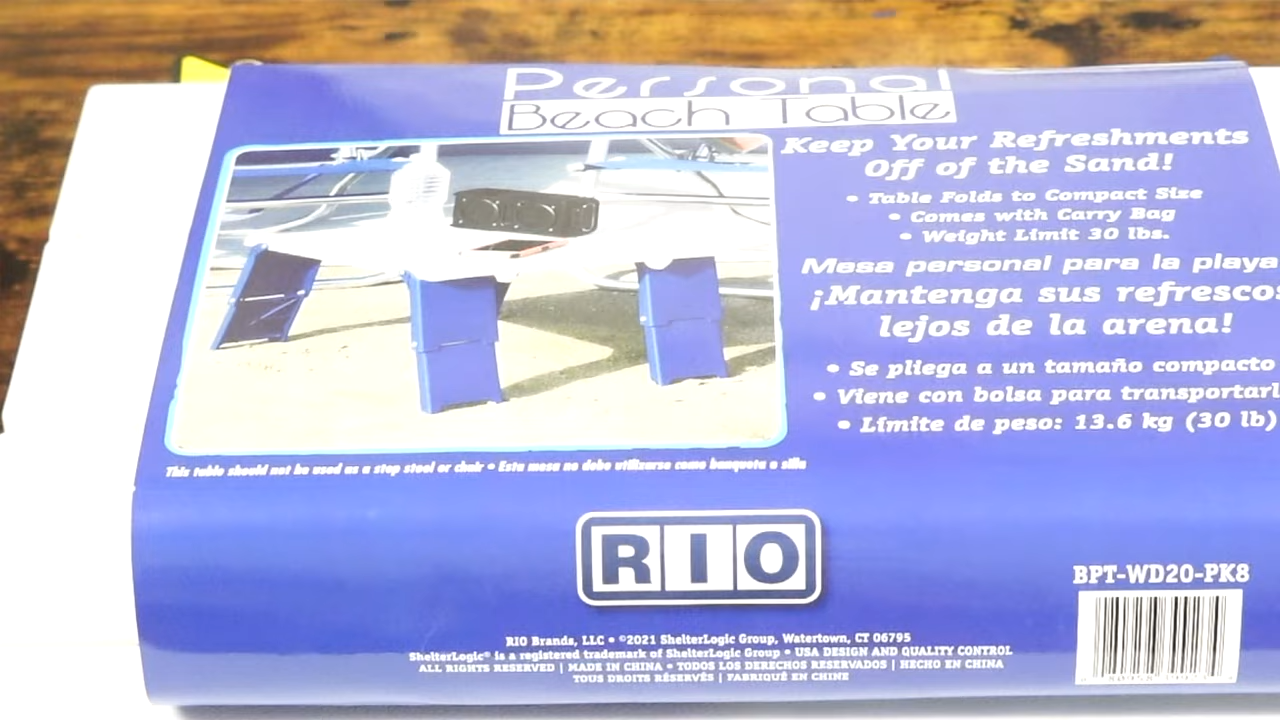 Personal
Beach Table
Keep Your Refreshments
Off of the Sand!
• Table Folds to Compact Size
• Comes with Carry Bag
• Weight Limit 30 lbs.
Mesa personal para la playa
¡Mantenga sus refrescos
lejos de la arena!
• Se pliega a un tamaño compacto
• Viene con bolsa para transportarl
• Límite de peso: 13.6 kg (30 lb)
This table should not be used as a step stool or chair • Esta mesa no debe utilizarse como banqueta o silla
RIO
BPT-WD20-PK8
RIO Brands, LLC • ©2021 ShelterLogic Group, Watertown, CT 06795
ShelterLogic® is a registered trademark of ShelterLogic Group • USA DESIGN AND QUALITY CONTROL
ALL RIGHTS RESERVED | MADE IN CHINA • TODOS LOS DERECHOS RESERVADOS | HECHO EN CHINA
TOUS DROITS RÉSERVÉS | FABRIQUÉ EN CHINE